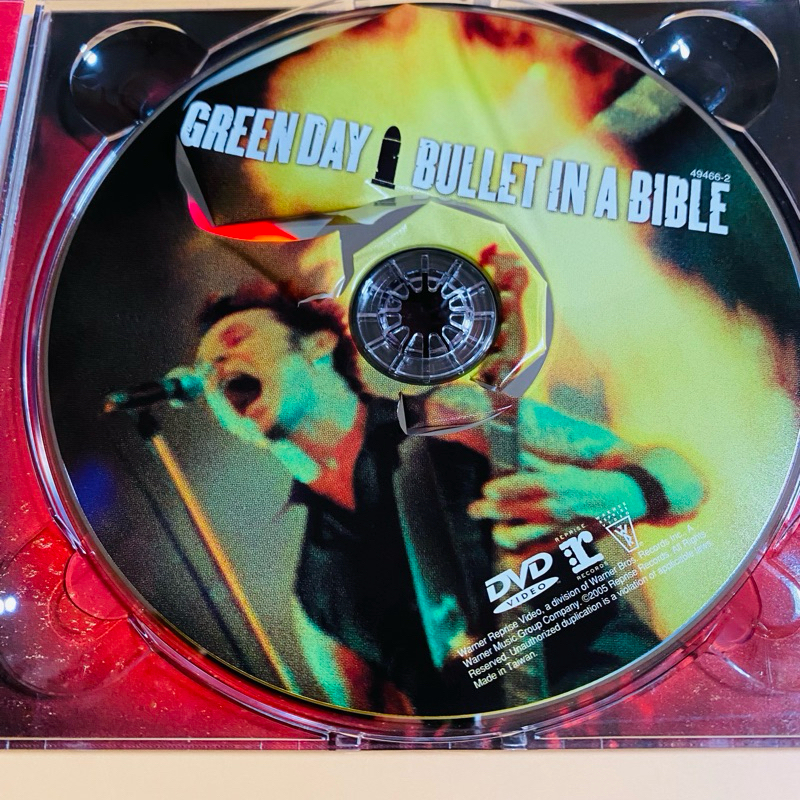 GREEN DAY BULLET IN A BIBLE
49466-2
DVD
VIDEO
REPRISE
r
RECORDS
Warner Reprise Video, a division of Warner Bros. Records Inc. A
Warner Music Group Company. ©2005 Reprise Records. All Rights
Reserved. Unauthorized duplication is a violation of applicable laws.
Made in Taiwan.